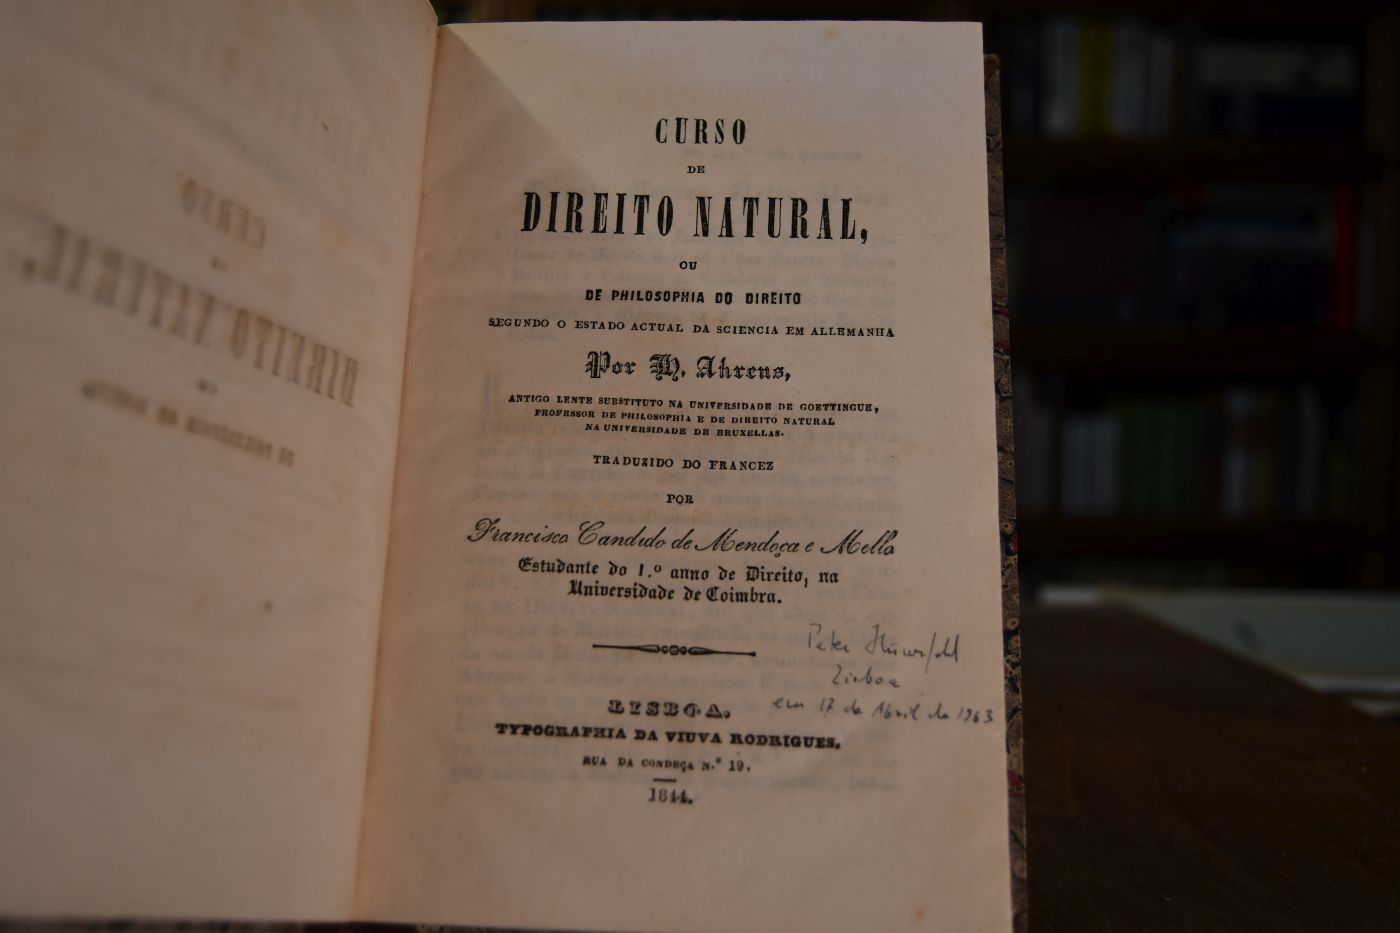 CURSO
DE
DIREITO NATURAL,
OU
DE PHILOSOPHIA DO DIREITO
SEGUNDO O ESTADO ACTUAL DA SCIENCIA EM ALLEMANHA
Por H. Ahrens,
ANTIGO LENTE SUBSTITUTO NA UNIVERSIDADE DE GOETTINGUE,
PROFESSOR DE PHILOSOPHIA E DE DIREITO NATURAL
NA UNIVERSIDADE DE BRUXELLAS.
TRADUZIDO DO FRANCEZ
POR
Francisco Candido de Mendoça e Mello
Estudante do 1.º anno de Direito, na
Universidade de Coimbra.
Peter
Lisboa
em 17 de Abril de 1963
LISBOA.
TYPOGRAPHIA DA VIUVA RODRIGUES.
RUA DA CONDEÇA N.º 19.
1844.